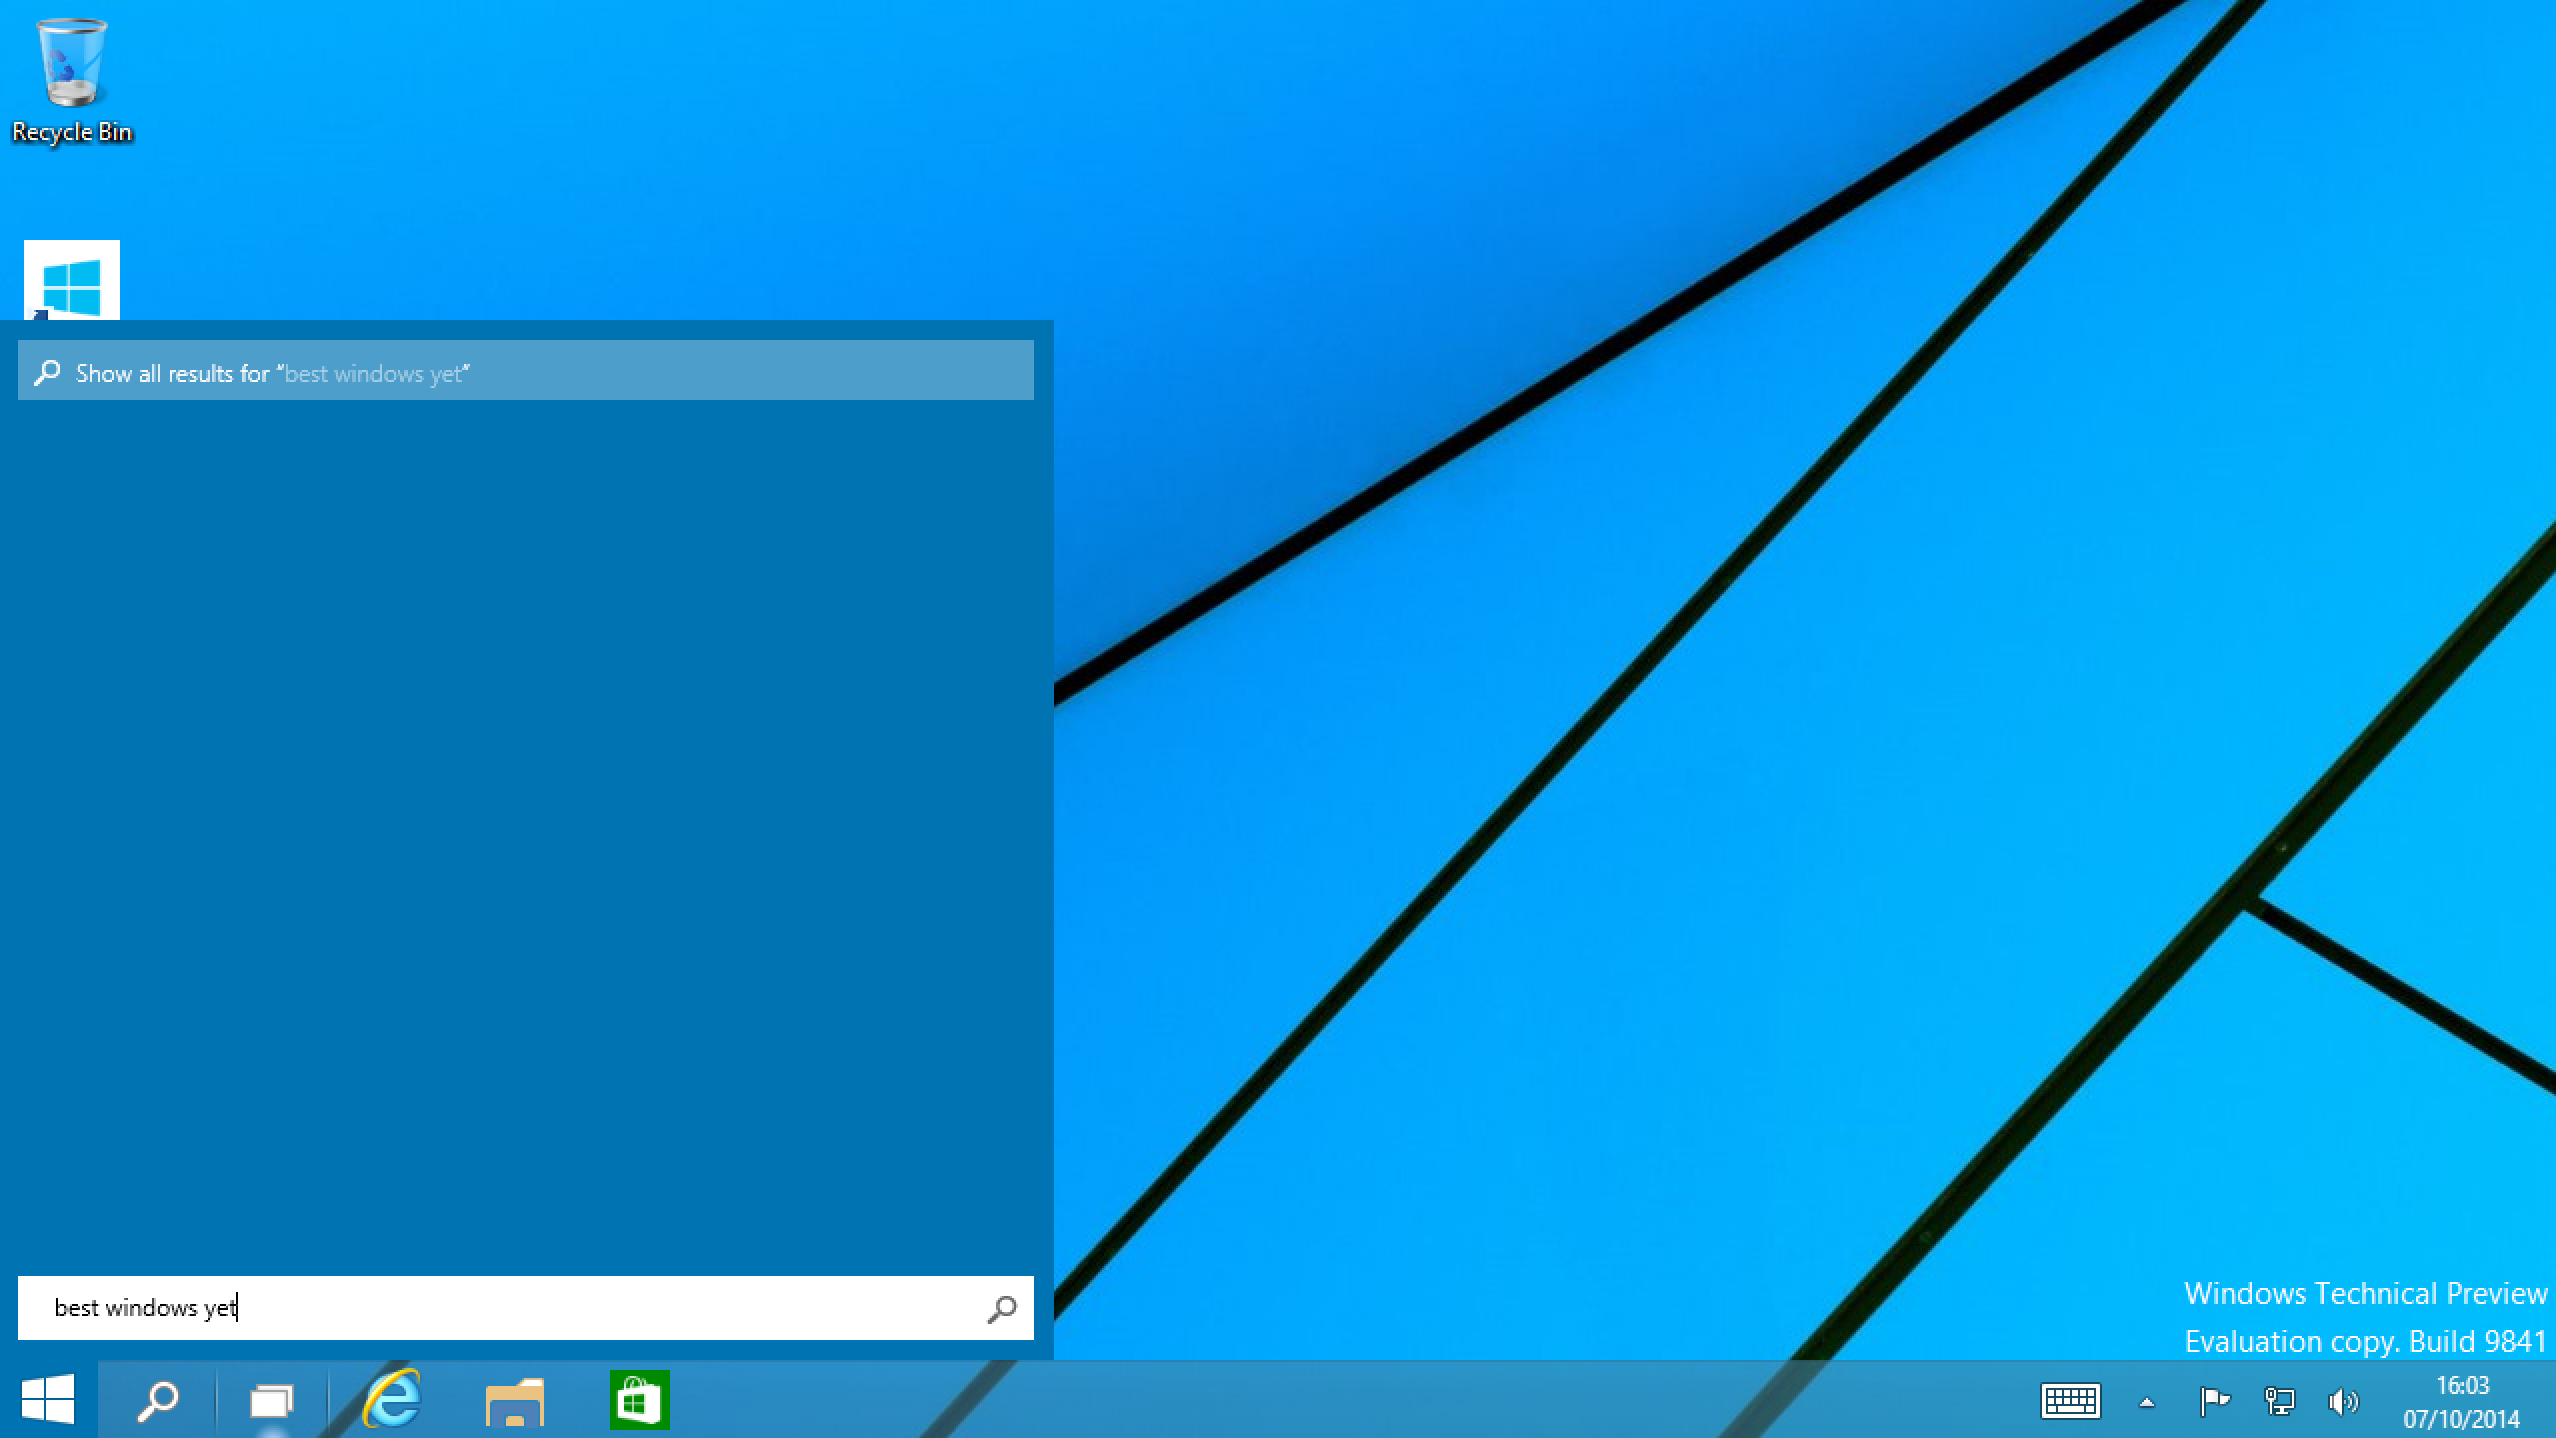 Recycle Bin
Show all results for “best windows yet”
best windows yet
Windows Technical Preview
Evaluation copy. Build 9841
16:03
07/10/2014